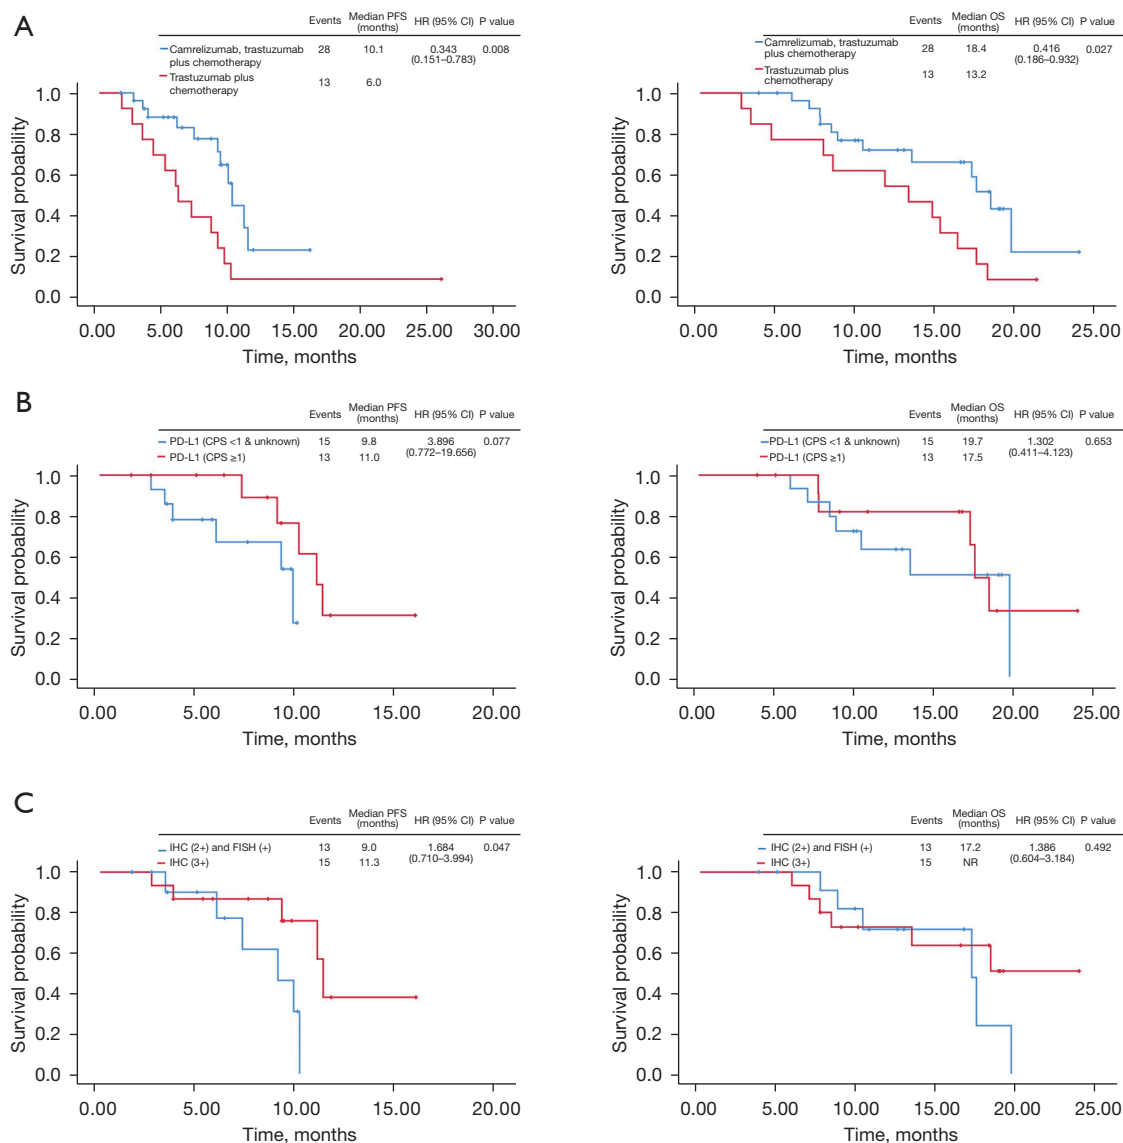 A
Events Median PFS (months) HR (95% CI) P value
Camrelizumab, trastuzumab plus chemotherapy 28 10.1 0.343 (0.151–0.783) 0.008
Trastuzumab plus chemotherapy 13 6.0
Survival probability
1.0
0.8
0.6
0.4
0.2
0.0
0.00 5.00 10.00 15.00 20.00 25.00 30.00
Time, months
Events Median OS (months) HR (95% CI) P value
Camrelizumab, trastuzumab plus chemotherapy 28 18.4 0.416 (0.186–0.932) 0.027
Trastuzumab plus chemotherapy 13 13.2
Survival probability
1.0
0.8
0.6
0.4
0.2
0.0
0.00 5.00 10.00 15.00 20.00 25.00
Time, months
B
Events Median PFS (months) HR (95% CI) P value
PD-L1 (CPS <1 & unknown) 15 9.8 3.896 (0.772–19.656) 0.077
PD-L1 (CPS ≥1) 13 11.0
Survival probability
1.0
0.8
0.6
0.4
0.2
0.0
0.00 5.00 10.00 15.00 20.00
Time, months
Events Median OS (months) HR (95% CI) P value
PD-L1 (CPS <1 & unknown) 15 19.7 1.302 (0.411–4.123) 0.653
PD-L1 (CPS ≥1) 13 17.5
Survival probability
1.0
0.8
0.6
0.4
0.2
0.0
0.00 5.00 10.00 15.00 20.00 25.00
Time, months
C
Events Median PFS (months) HR (95% CI) P value
IHC (2+) and FISH (+) 13 9.0 1.684 (0.710–3.994) 0.047
IHC (3+) 15 11.3
Survival probability
1.0
0.8
0.6
0.4
0.2
0.0
0.00 5.00 10.00 15.00 20.00
Time, months
Events Median OS (months) HR (95% CI) P value
IHC (2+) and FISH (+) 13 17.2 1.386 (0.604–3.184) 0.492
IHC (3+) 15 NR
Survival probability
1.0
0.8
0.6
0.4
0.2
0.0
0.00 5.00 10.00 15.00 20.00 25.00
Time, months